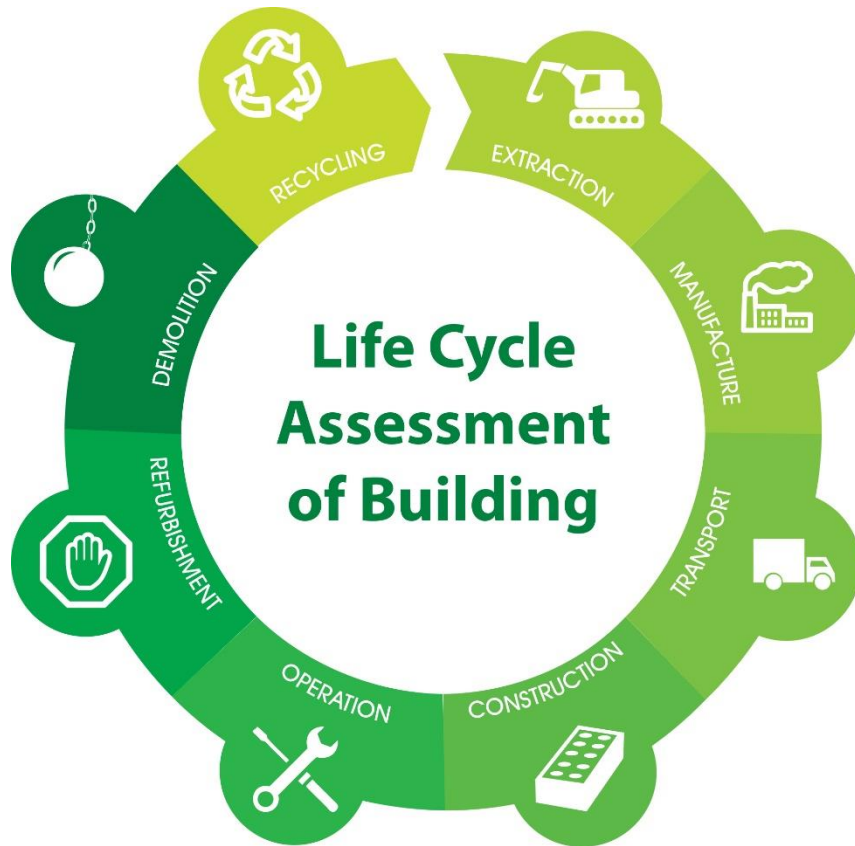 Life Cycle
Assessment
of Building
EXTRACTION
MANUFACTURE
TRANSPORT
CONSTRUCTION
OPERATION
REFURBISHMENT
DEMOLITION
RECYCLING